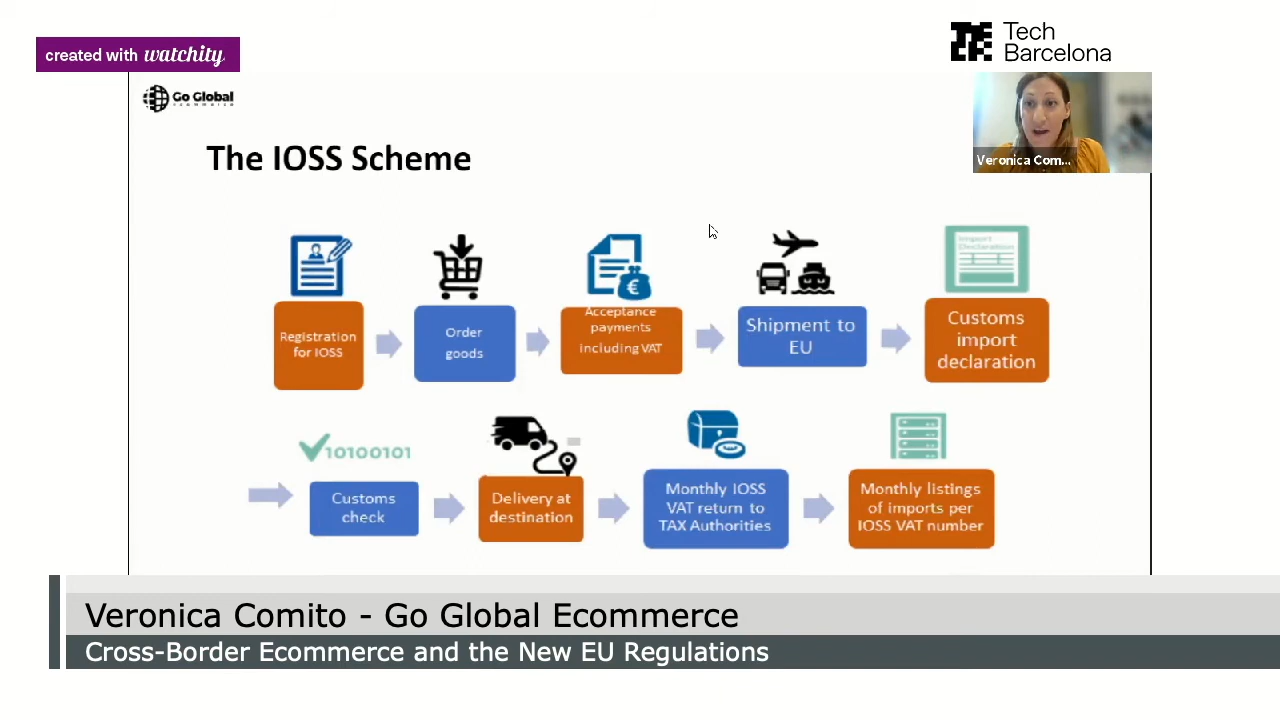 created with watchity
Tech
Barcelona
Go Global
ecommerce
Veronica Com...
The IOSS Scheme
Import
Declaration
Registration
for IOSS
Order
goods
Acceptance
payments
including VAT
€
Shipment to
EU
Customs
import
declaration
10100101
Customs
check
Delivery at
destination
Monthly IOSS
VAT return to
TAX Authorities
Monthly listings
of imports per
IOSS VAT number
Veronica Comito - Go Global Ecommerce
Cross-Border Ecommerce and the New EU Regulations